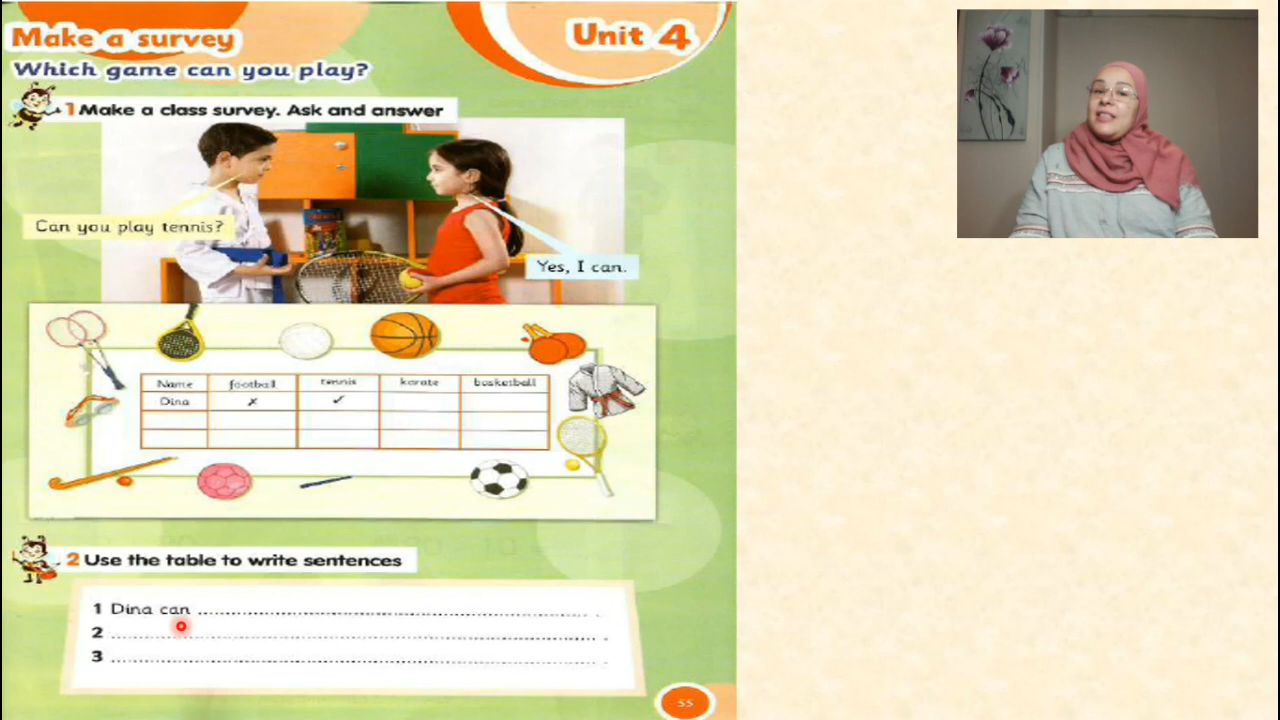 Make a survey
Unit 4
Which game can you play?
1 Make a class survey. Ask and answer
Can you play tennis?
Yes, I can.
Name football tennis karate basketball
Dina ✗ ✓
2 Use the table to write sentences
1 Dina can ..............................................................
2 ..............................................................
3 ..............................................................
55